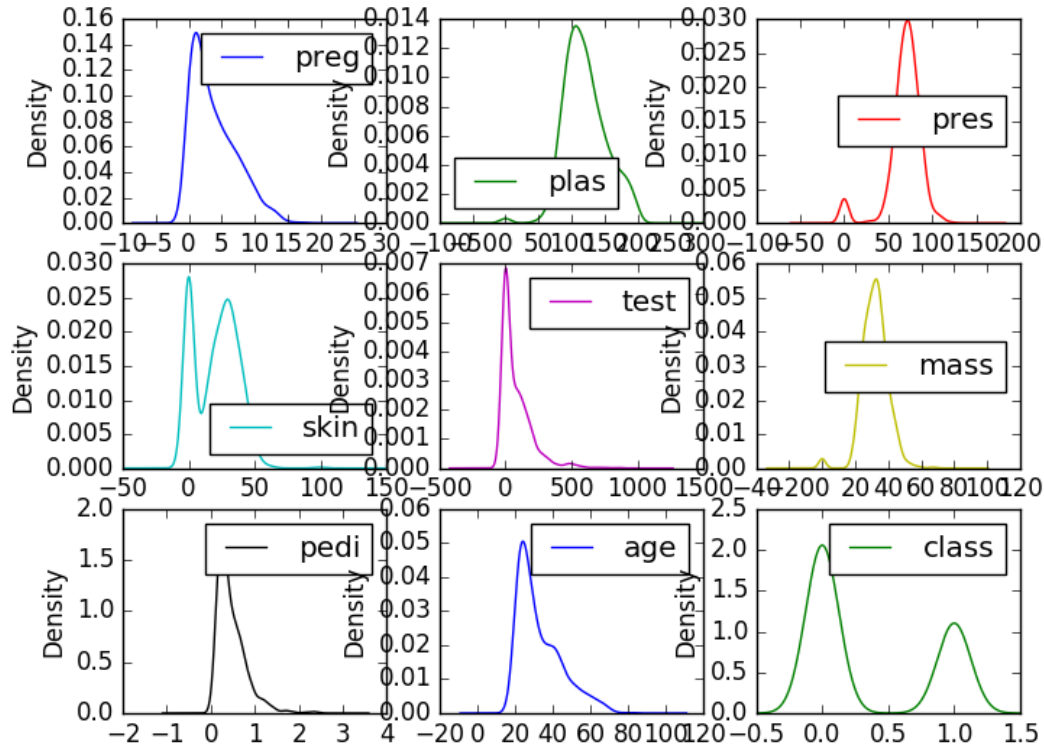 0.16
0.14
0.12
0.10
0.08
0.06
0.04
0.02
0.00
Density
preg
−10 −5 0 5 10 15 20 25 30
0.014
0.012
0.010
0.008
0.006
0.004
0.002
0.000
Density
plas
−100 −50 0 50 100 150 200 250 300
0.030
0.025
0.020
0.015
0.010
0.005
0.000
Density
pres
−100 −50 0 50 100 150 200
0.030
0.025
0.020
0.015
0.010
0.005
0.000
Density
skin
−50 0 50 100 150
0.007
0.006
0.005
0.004
0.003
0.002
0.001
0.000
Density
test
−500 0 500 1000 1500
0.06
0.05
0.04
0.03
0.02
0.01
0.00
Density
mass
−40 −20 0 20 40 60 80 100 120
2.0
1.5
1.0
0.5
0.0
Density
pedi
−2 −1 0 1 2 3 4
0.06
0.05
0.04
0.03
0.02
0.01
0.00
Density
age
−20 0 20 40 60 80 100 120
2.5
2.0
1.5
1.0
0.5
0.0
Density
class
−0.5 0.0 0.5 1.0 1.5